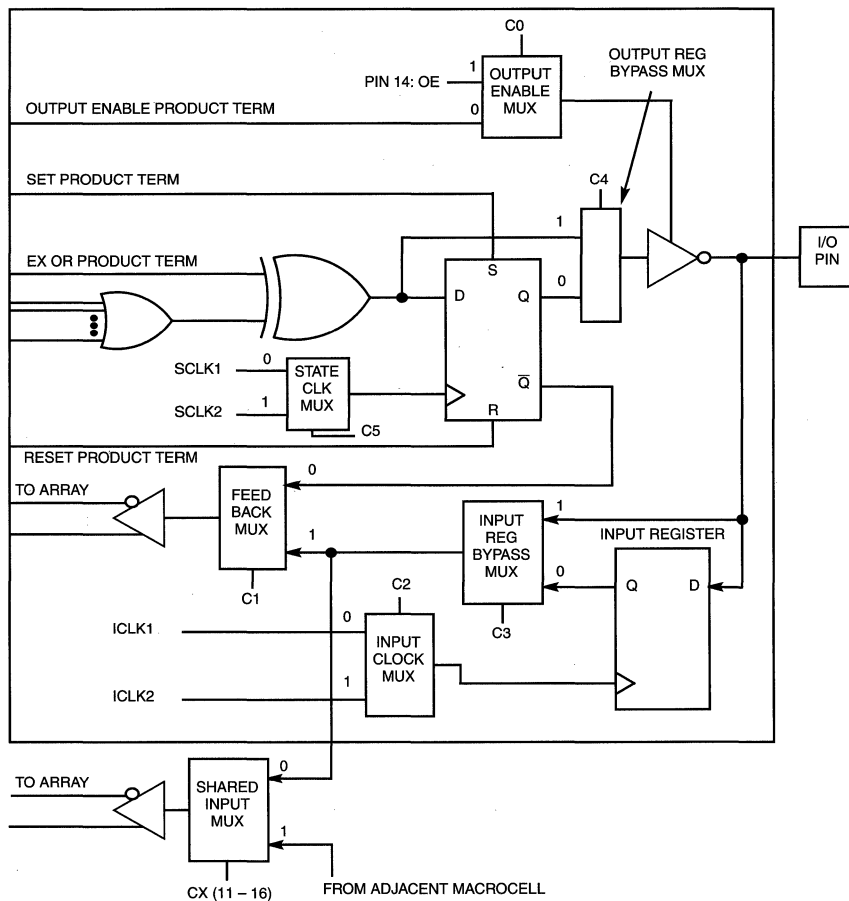 C0
OUTPUT REG
BYPASS MUX
1
PIN 14: OE
OUTPUT
ENABLE
MUX
OUTPUT ENABLE PRODUCT TERM
0
SET PRODUCT TERM
C4
1
I/O
PIN
EX OR PRODUCT TERM
S
D
Q
0
SCLK1
0
STATE
CLK
MUX
Q̅
SCLK2
1
R
C5
RESET PRODUCT TERM
TO ARRAY
FEED
BACK
MUX
0
1
C1
INPUT
REG
BYPASS
MUX
1
0
C3
INPUT REGISTER
Q
D
C2
ICLK1
0
INPUT
CLOCK
MUX
ICLK2
1
TO ARRAY
SHARED
INPUT
MUX
0
1
CX (11 – 16)
FROM ADJACENT MACROCELL